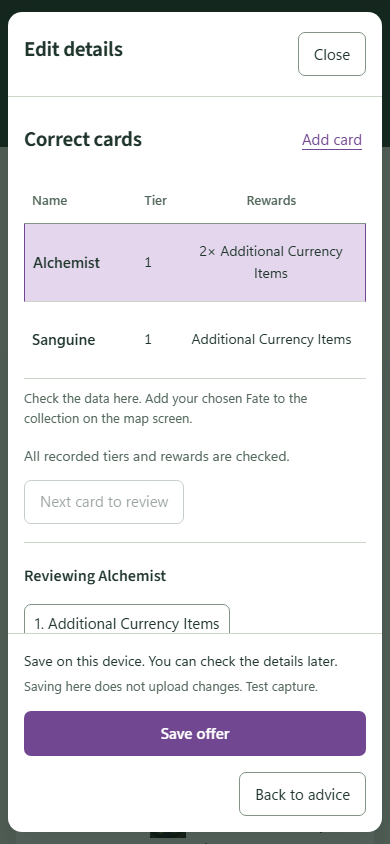 Edit details
Close
Correct cards
Add card
Name Tier Rewards
Alchemist 1 2× Additional Currency
Items
Sanguine 1 Additional Currency Items
Check the data here. Add your chosen Fate to the
collection on the map screen.
All recorded tiers and rewards are checked.
Next card to review
Reviewing Alchemist
1. Additional Currency Items
Save on this device. You can check the details later.
Saving here does not upload changes. Test capture.
Save offer
Back to advice